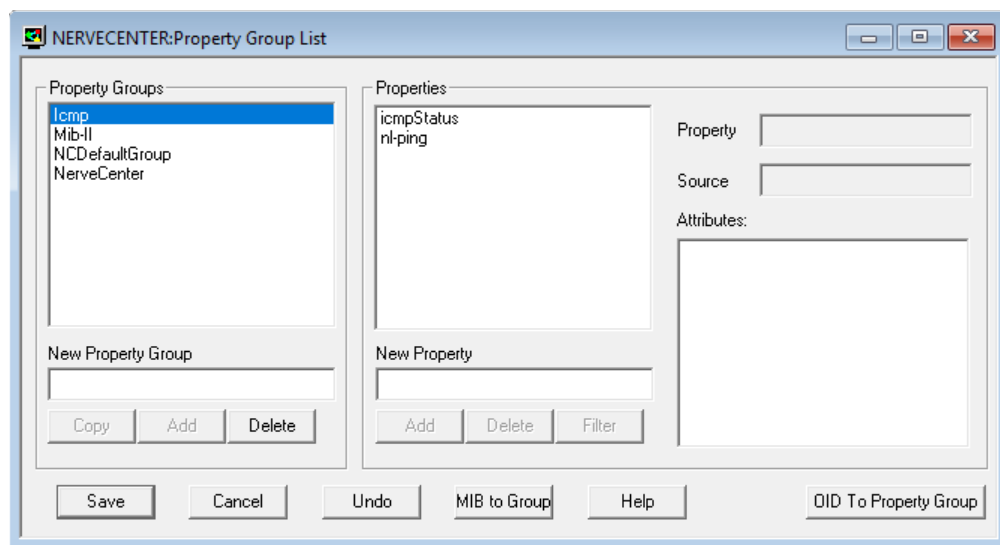 NERVECENTER:Property Group List
Property Groups
Icmp
Mib-II
NCDefaultGroup
NerveCenter
New Property Group
Copy
Add
Delete
Properties
icmpStatus
nl-ping
New Property
Add
Delete
Filter
Property
Source
Attributes:
Save
Cancel
Undo
MIB to Group
Help
OID To Property Group